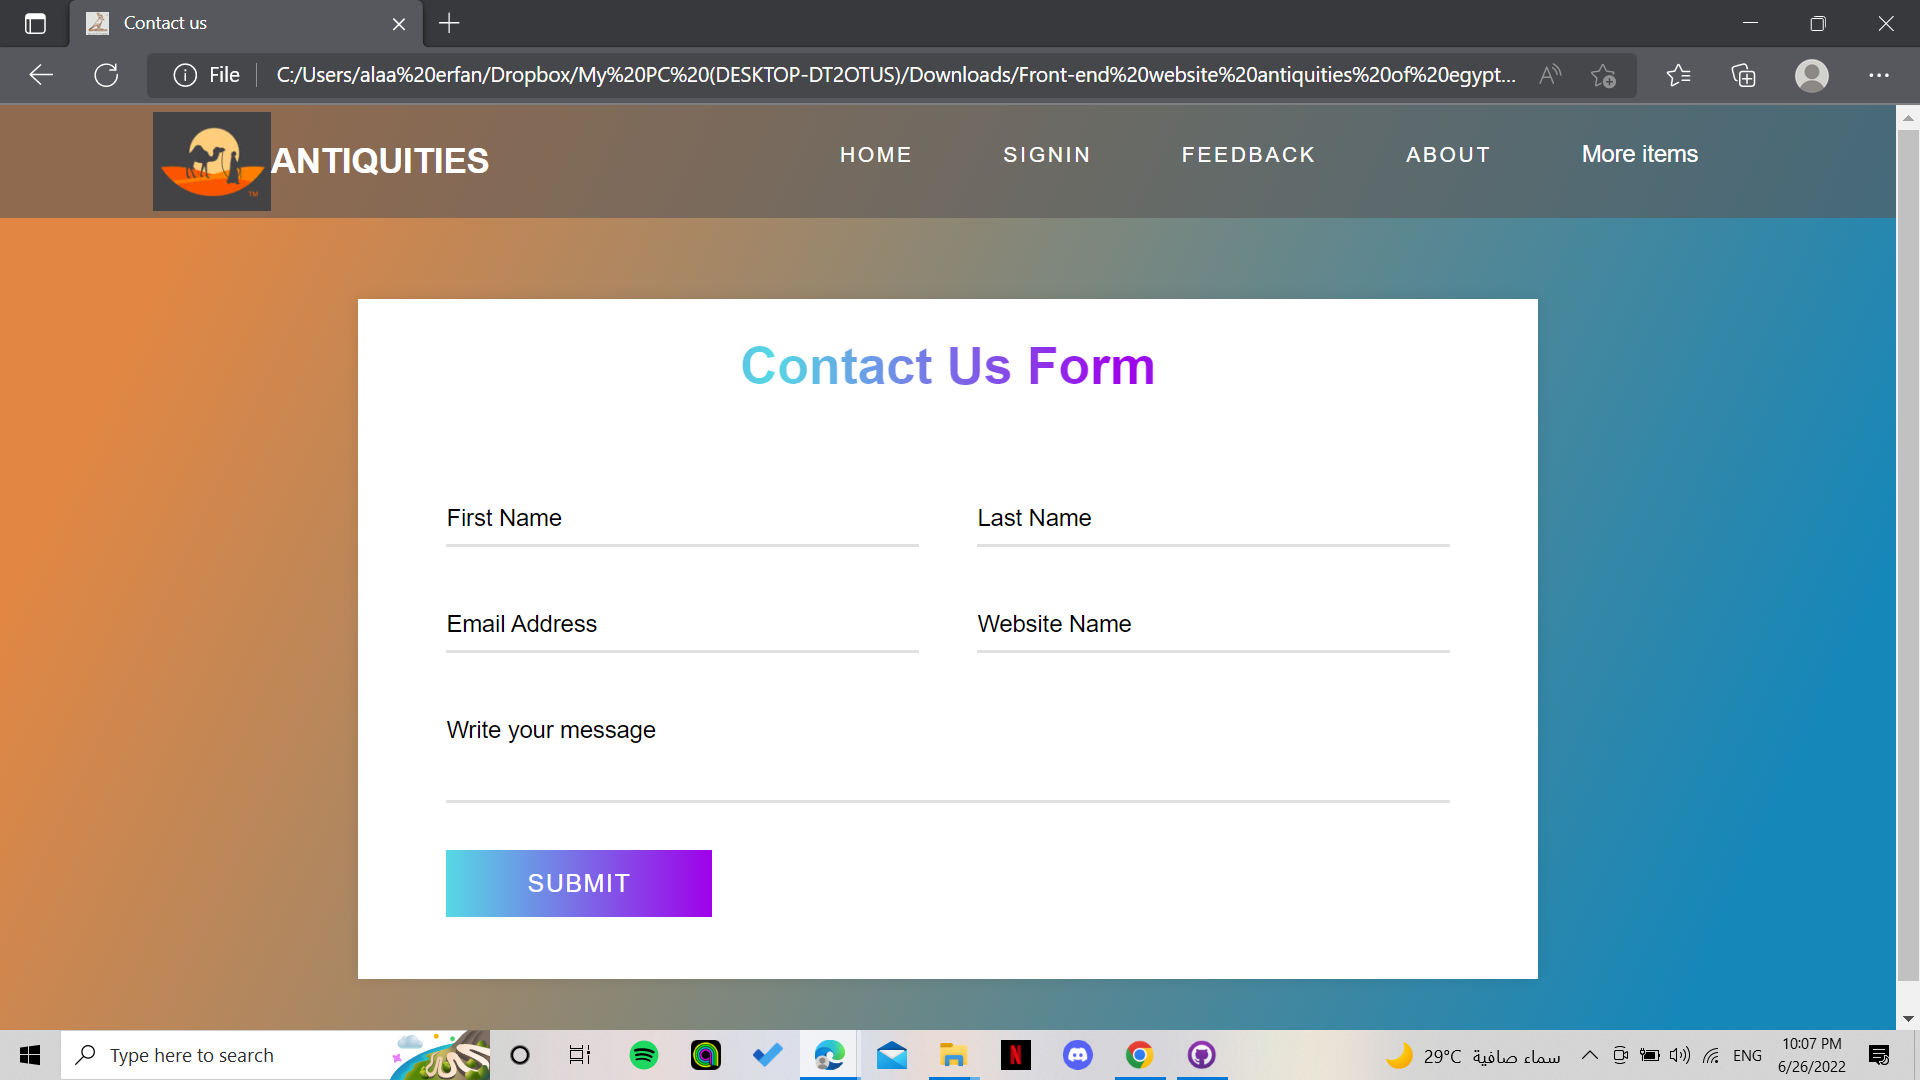 Contact us
File
C:/Users/alaa%20erfan/Dropbox/My%20PC%20(DESKTOP-DT2OTUS)/Downloads/Front-end%20website%20antiquities%20of%20egypt...
TM
ANTIQUITIES
HOME
SIGNIN
FEEDBACK
ABOUT
More items
Contact Us Form
First Name
Last Name
Email Address
Website Name
Write your message
SUBMIT
Type here to search
29°C
سماء صافية
ENG
10:07 PM
6/26/2022